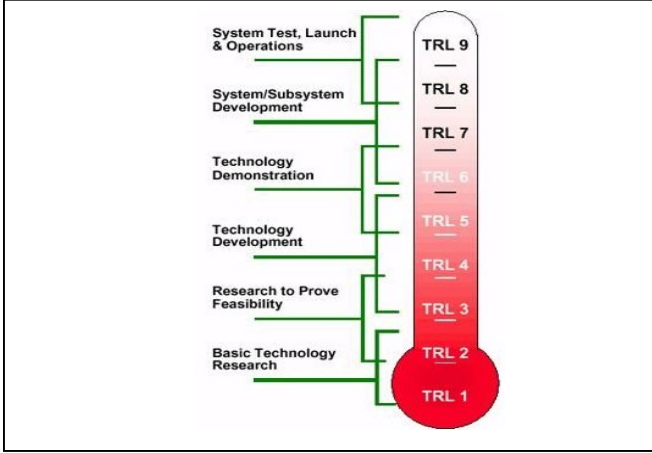 System Test, Launch
& Operations
System/Subsystem
Development
Technology
Demonstration
Technology
Development
Research to Prove
Feasibility
Basic Technology
Research
TRL 9
TRL 8
TRL 7
TRL 6
TRL 5
TRL 4
TRL 3
TRL 2
TRL 1